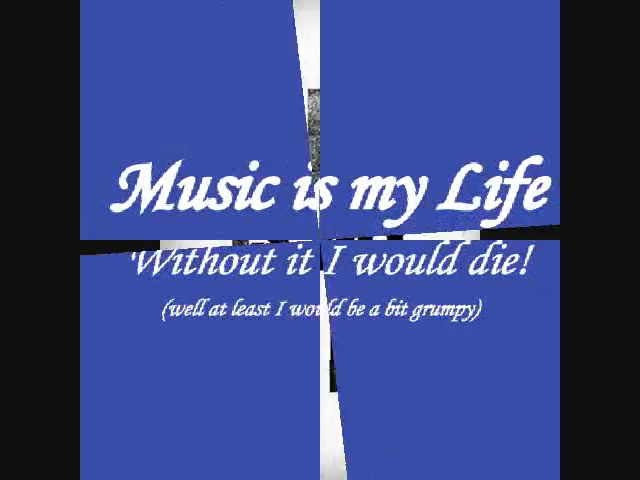 Music is my Life
Without it I would die!
(well at least I would be a bit grumpy)